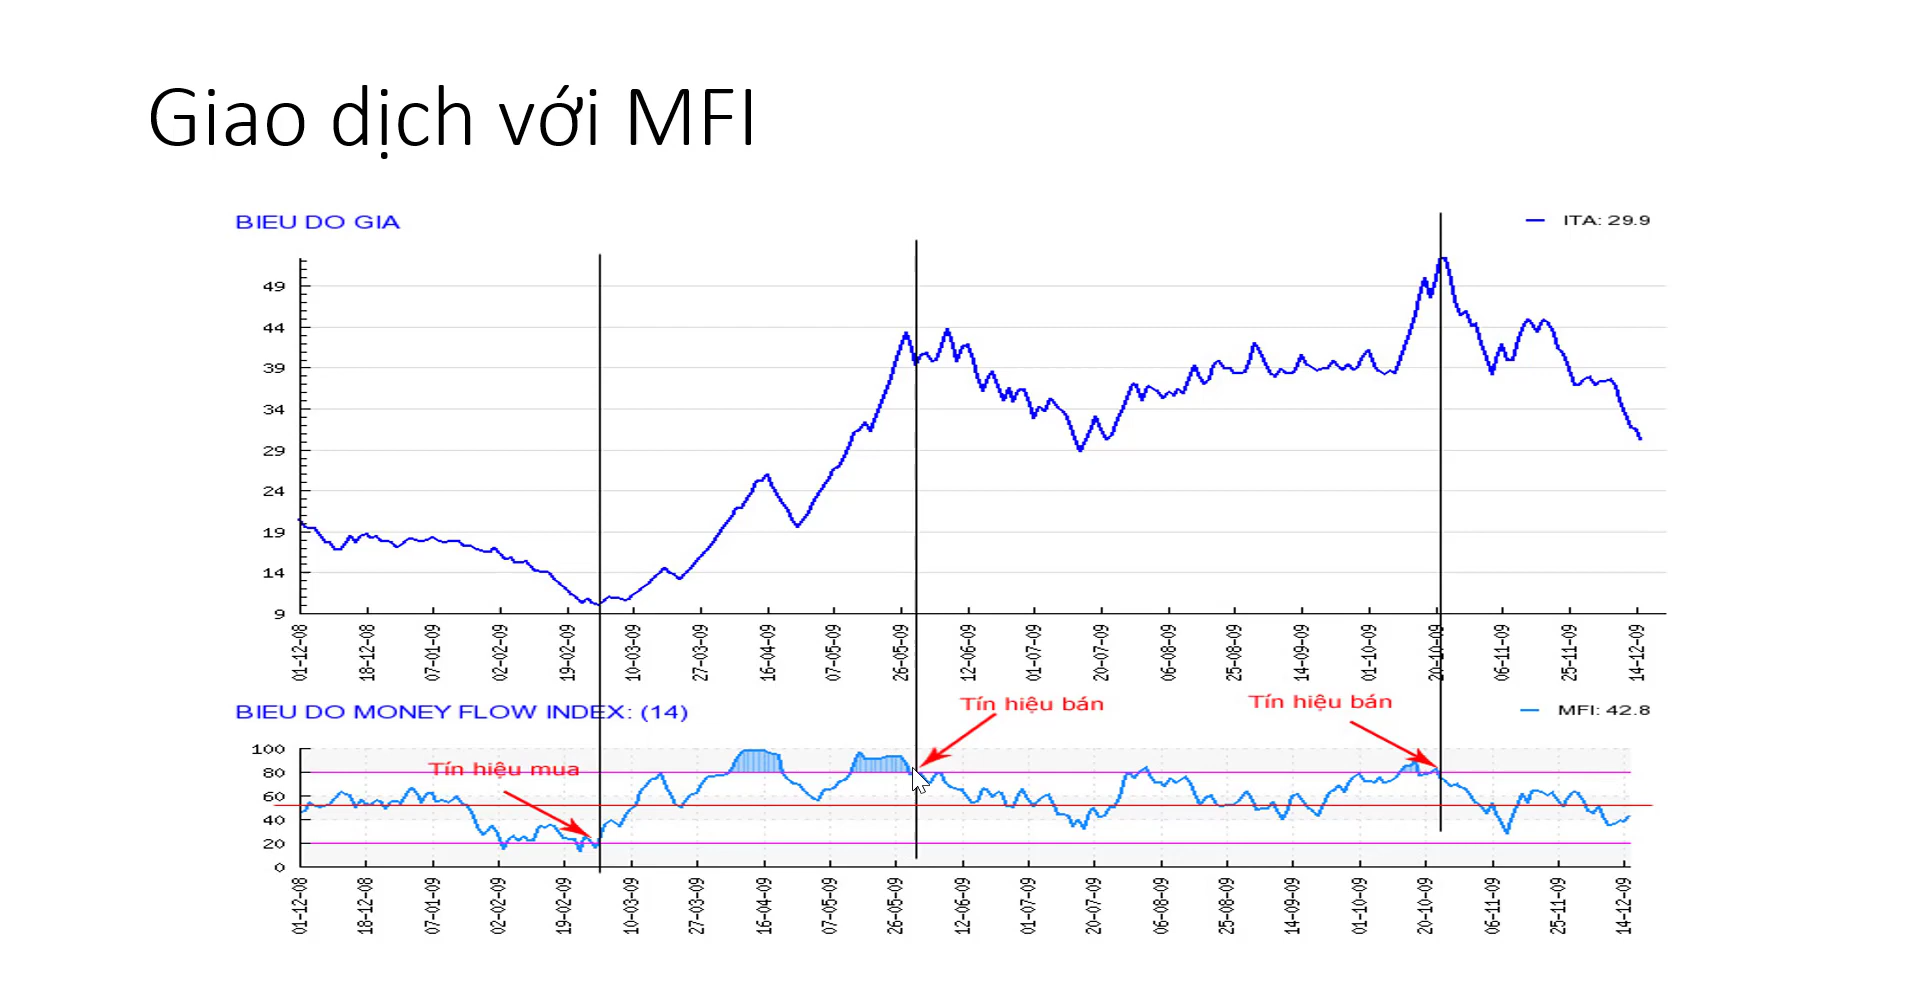 Giao dịch với MFI
BIEU DO GIA
ITA: 29.9
49
44
39
34
29
24
19
14
9
01-12-08 18-12-08 07-01-09 02-02-09 19-02-09 10-03-09 27-03-09 16-04-09 07-05-09 26-05-09 12-06-09 01-07-09 20-07-09 06-08-09 25-08-09 14-09-09 01-10-09 20-10-09 06-11-09 25-11-09 14-12-09
Tín hiệu bán
Tín hiệu bán
BIEU DO MONEY FLOW INDEX: (14)
MFI: 42.8
100
Tín hiệu mua
80
60
40
20
0
01-12-08 18-12-08 07-01-09 02-02-09 19-02-09 10-03-09 27-03-09 16-04-09 07-05-09 26-05-09 12-06-09 01-07-09 20-07-09 06-08-09 25-08-09 14-09-09 01-10-09 20-10-09 06-11-09 25-11-09 14-12-09